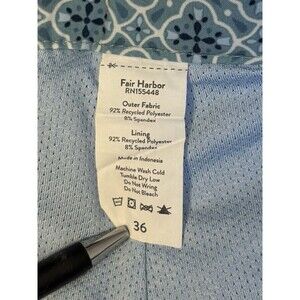 Fair Harbor
RN155448
Outer Fabric
92% Recycled Polyester
8% Spandex
Lining
92% Recycled Polyester
8% Spandex
Made in Indonesia
Machine Wash Cold
Tumble Dry Low
Do Not Wring
Do Not Bleach
36